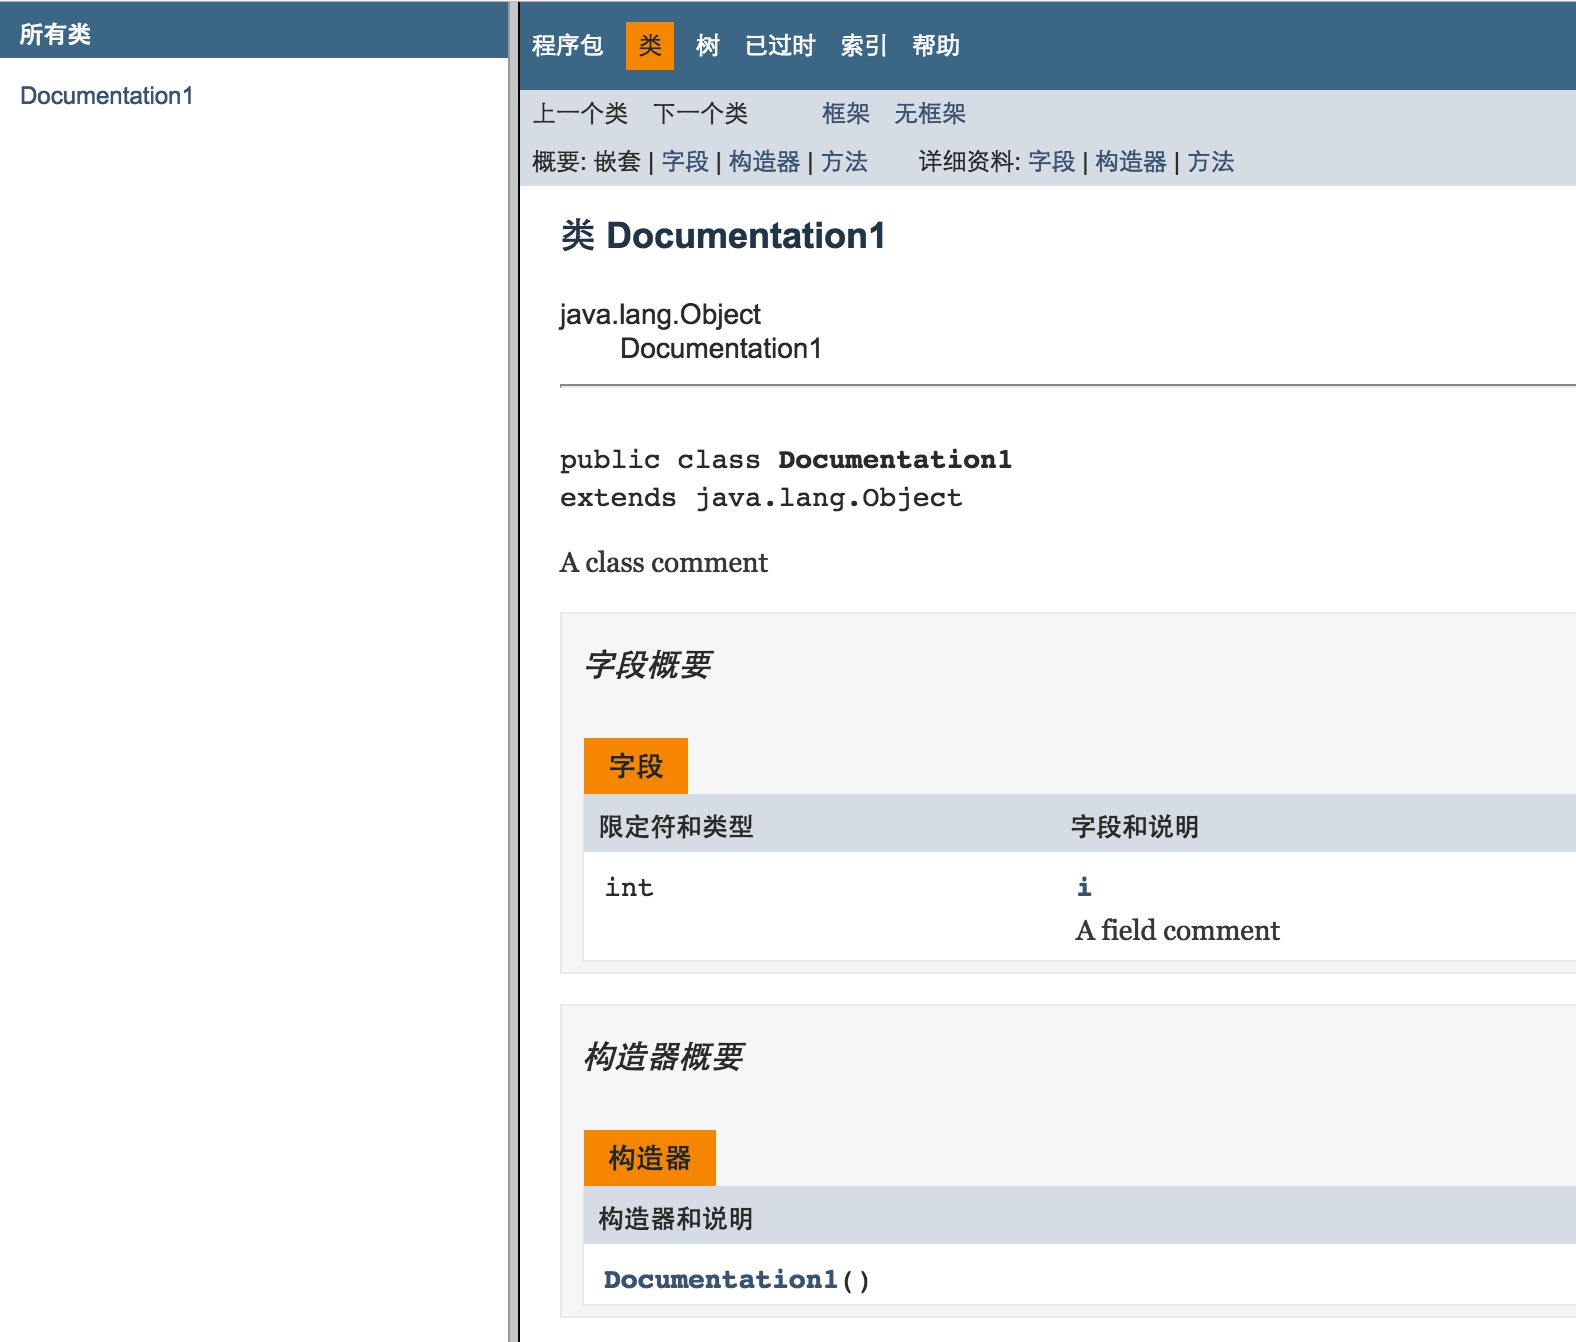 所有类
Documentation1
程序包 类 树 已过时 索引 帮助
上一个类 下一个类 框架 无框架
概要: 嵌套 | 字段 | 构造器 | 方法 详细资料: 字段 | 构造器 | 方法
类 Documentation1
java.lang.Object
Documentation1
public class Documentation1
extends java.lang.Object
A class comment
字段概要
字段
限定符和类型 字段和说明
int i
A field comment
构造器概要
构造器
构造器和说明
Documentation1()